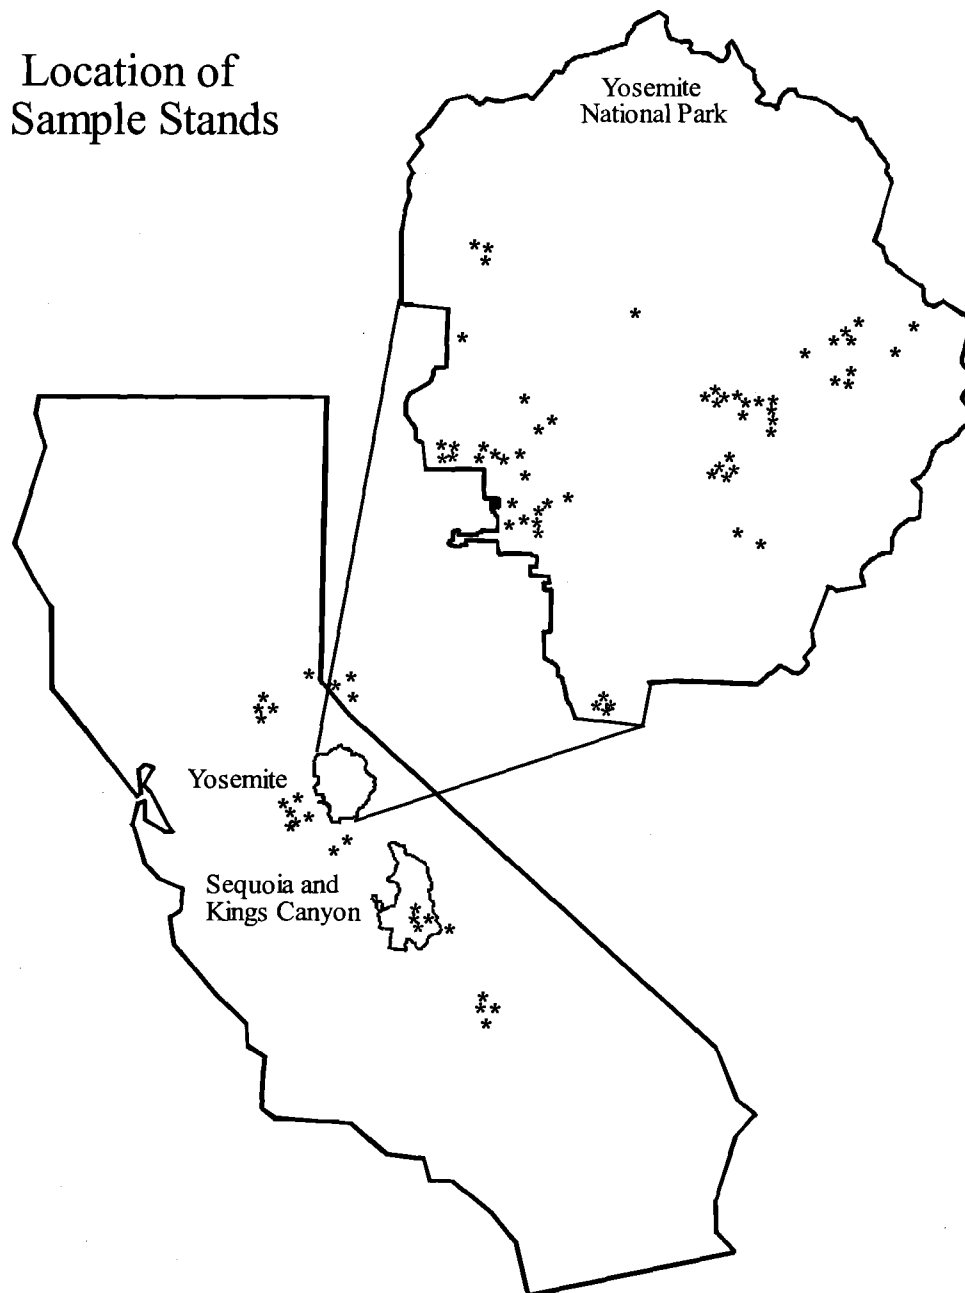 Location of
Sample Stands
Yosemite
National Park
Yosemite
Sequoia and
Kings Canyon